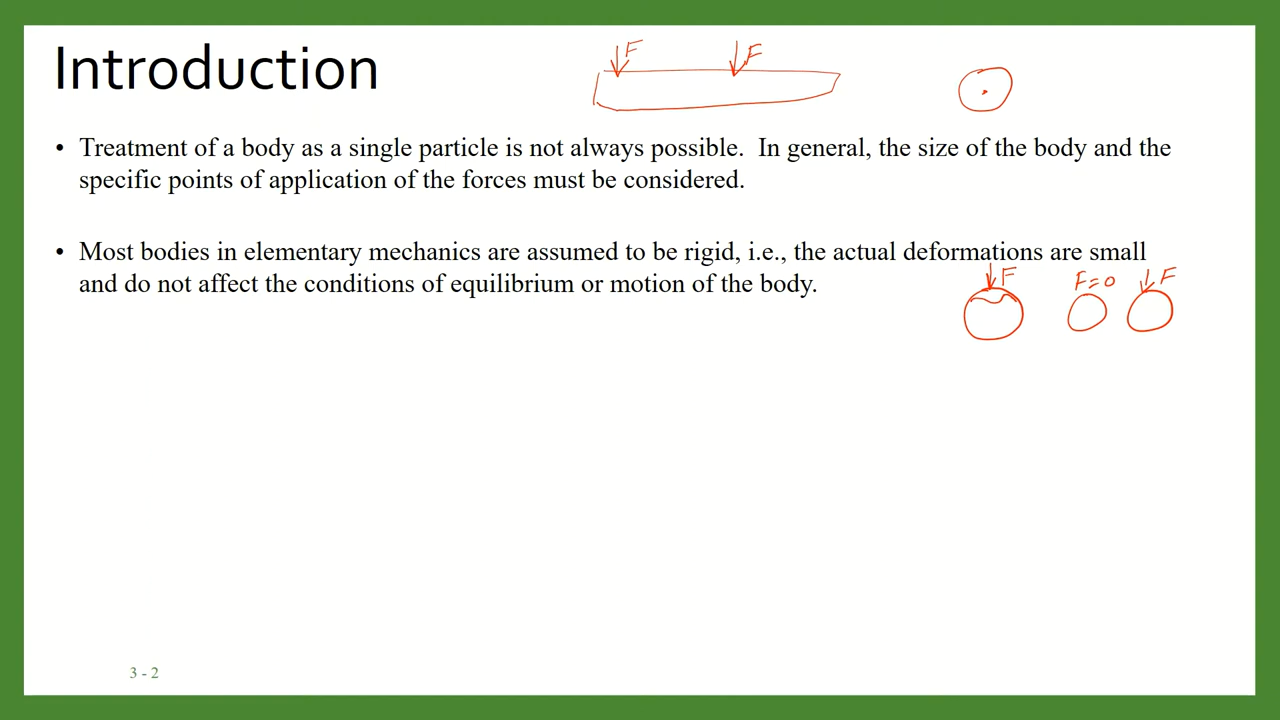 F F
Introduction
• Treatment of a body as a single particle is not always possible.  In general, the size of the body and the
specific points of application of the forces must be considered.
• Most bodies in elementary mechanics are assumed to be rigid, i.e., the actual deformations are small
and do not affect the conditions of equilibrium or motion of the body.
F F=0 F
3 - 2